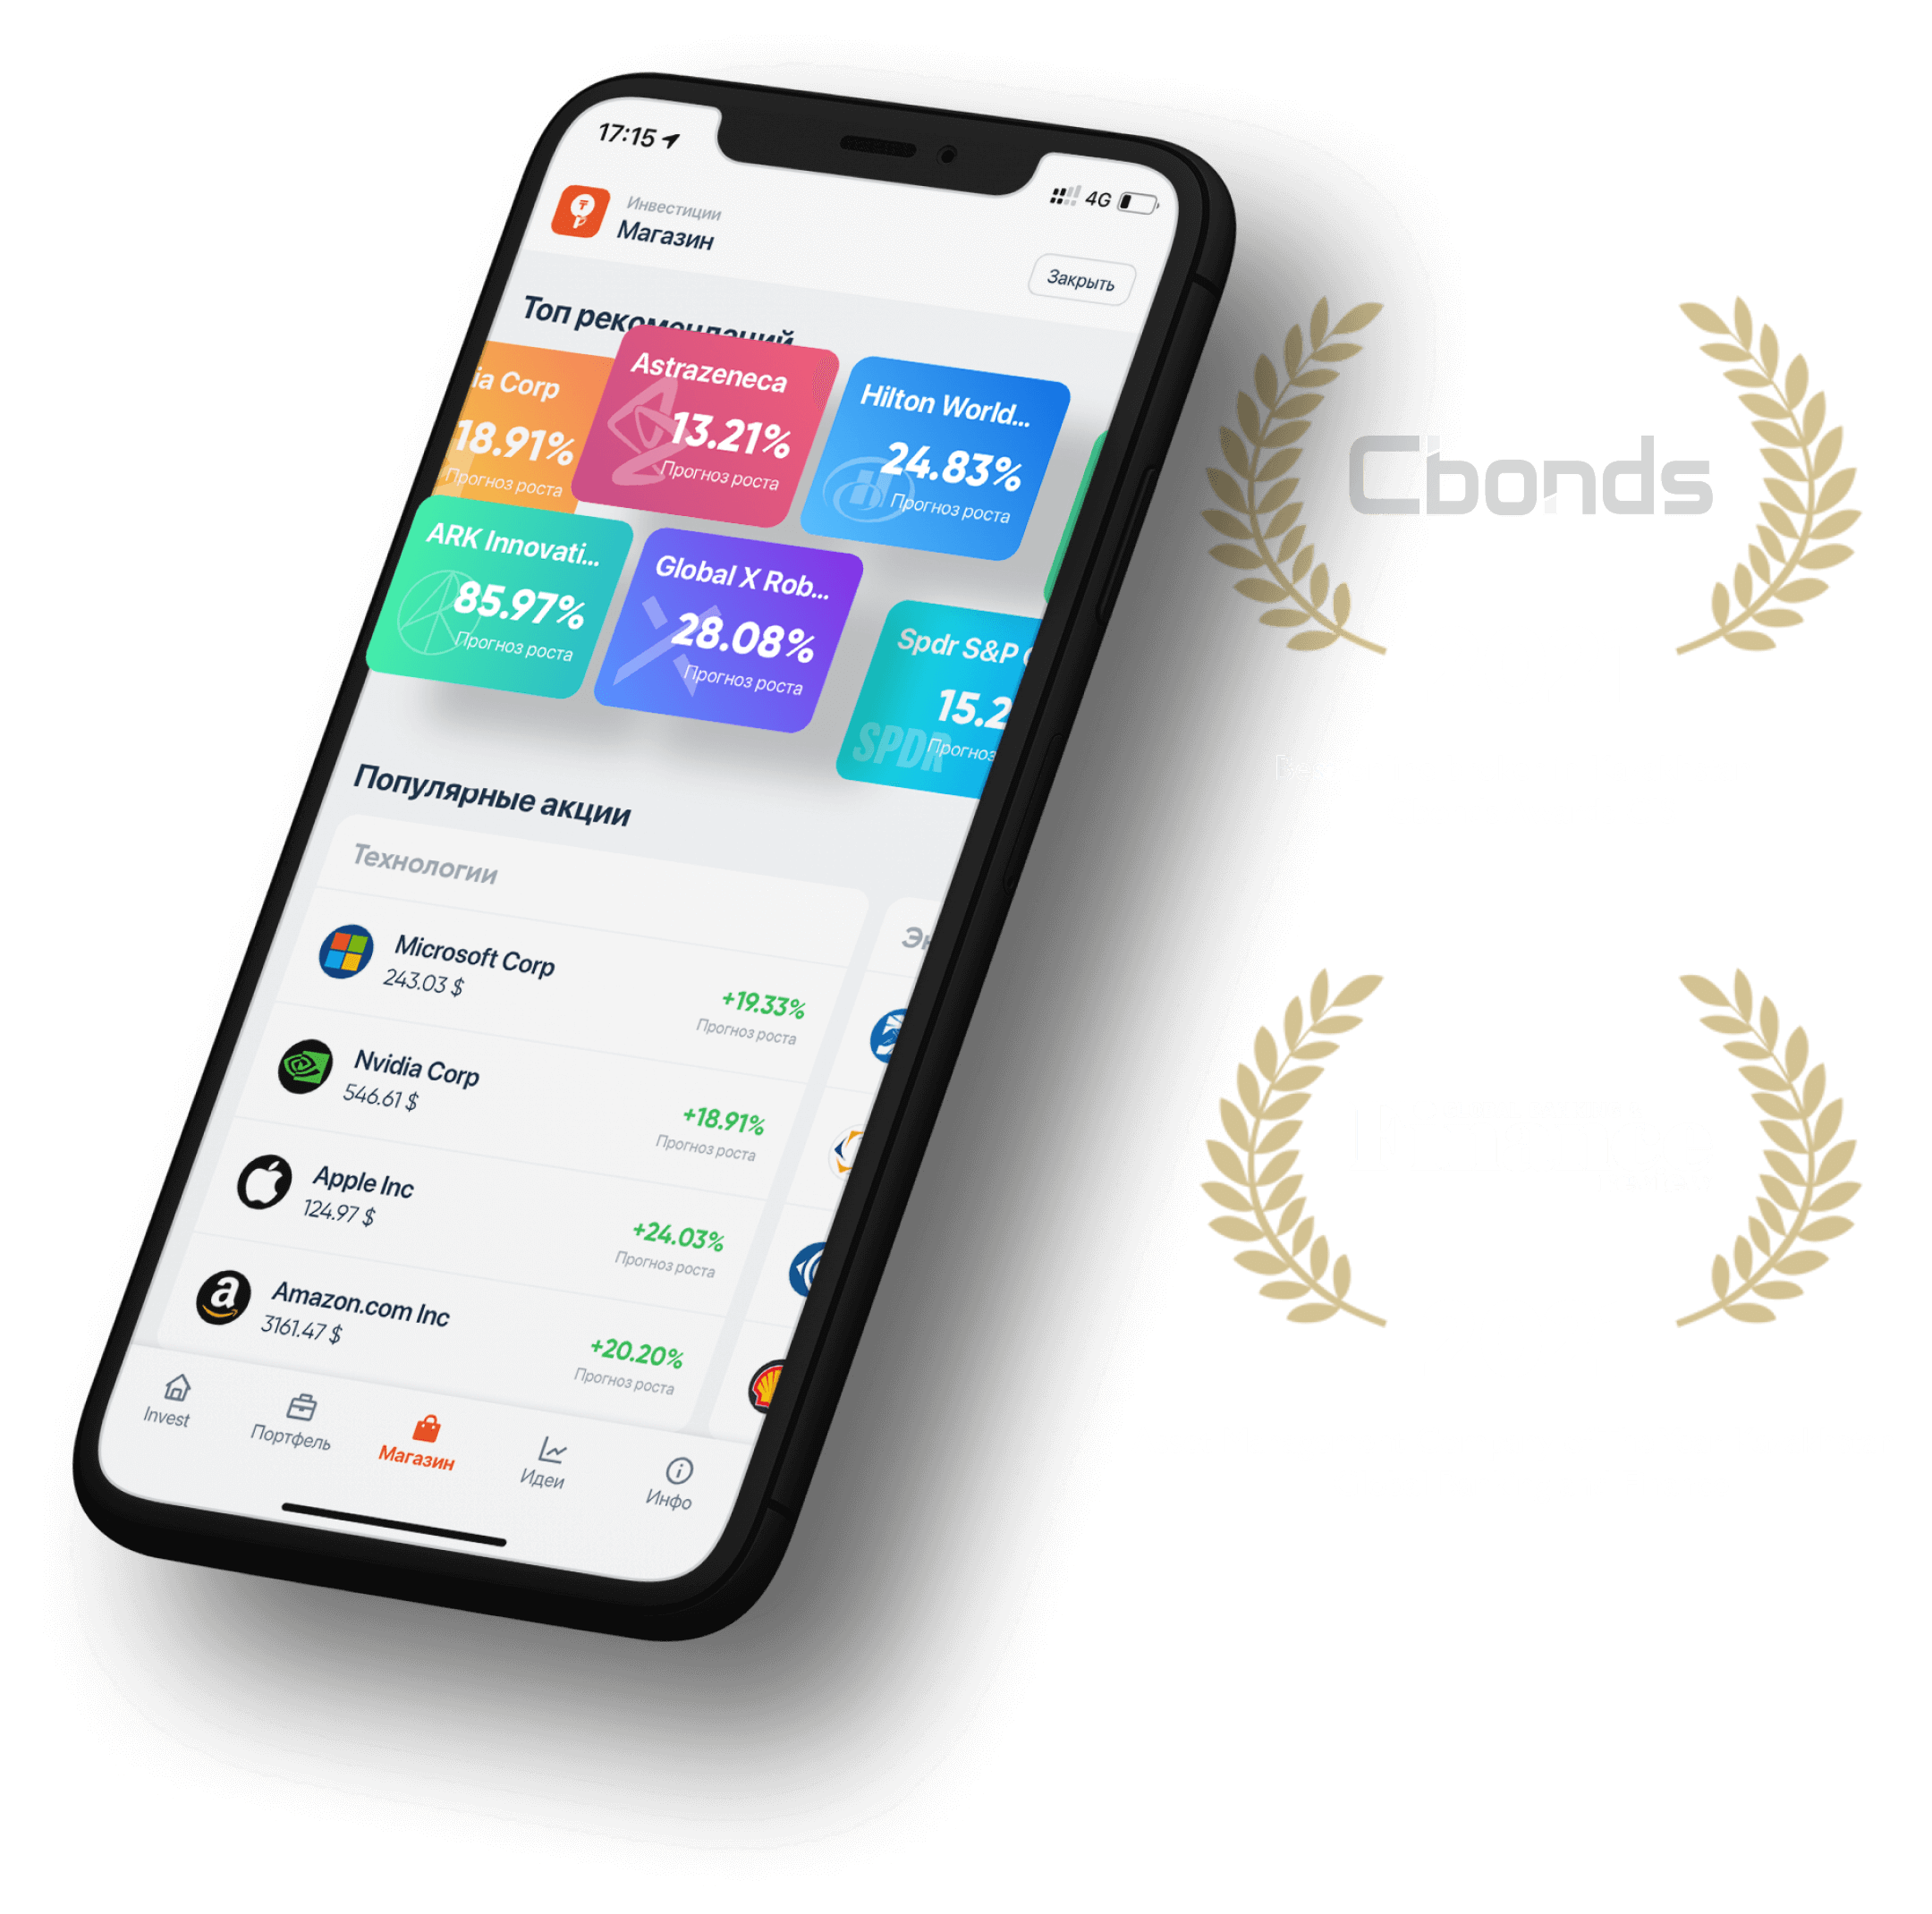 17:15
4G
Инвестиции
Магазин
Закрыть
Топ рекомендаций
ia Corp
18.91%
Прогноз роста
Astrazeneca
13.21%
Прогноз роста
Hilton World...
24.83%
Прогноз роста
ARK Innovati...
85.97%
Прогноз роста
Global X Rob...
28.08%
Прогноз роста
Spdr S&P
15.2
Прогноз
SPDR
Популярные акции
Технологии
Эн
Microsoft Corp
243.03 $
+19.33%
Прогноз роста
Nvidia Corp
546.61 $
+18.91%
Прогноз роста
Apple Inc
124.97 $
+24.03%
Прогноз роста
Amazon.com Inc
3161.47 $
+20.20%
Прогноз роста
Invest
Портфель
Магазин
Идеи
Инфо
Cbonds